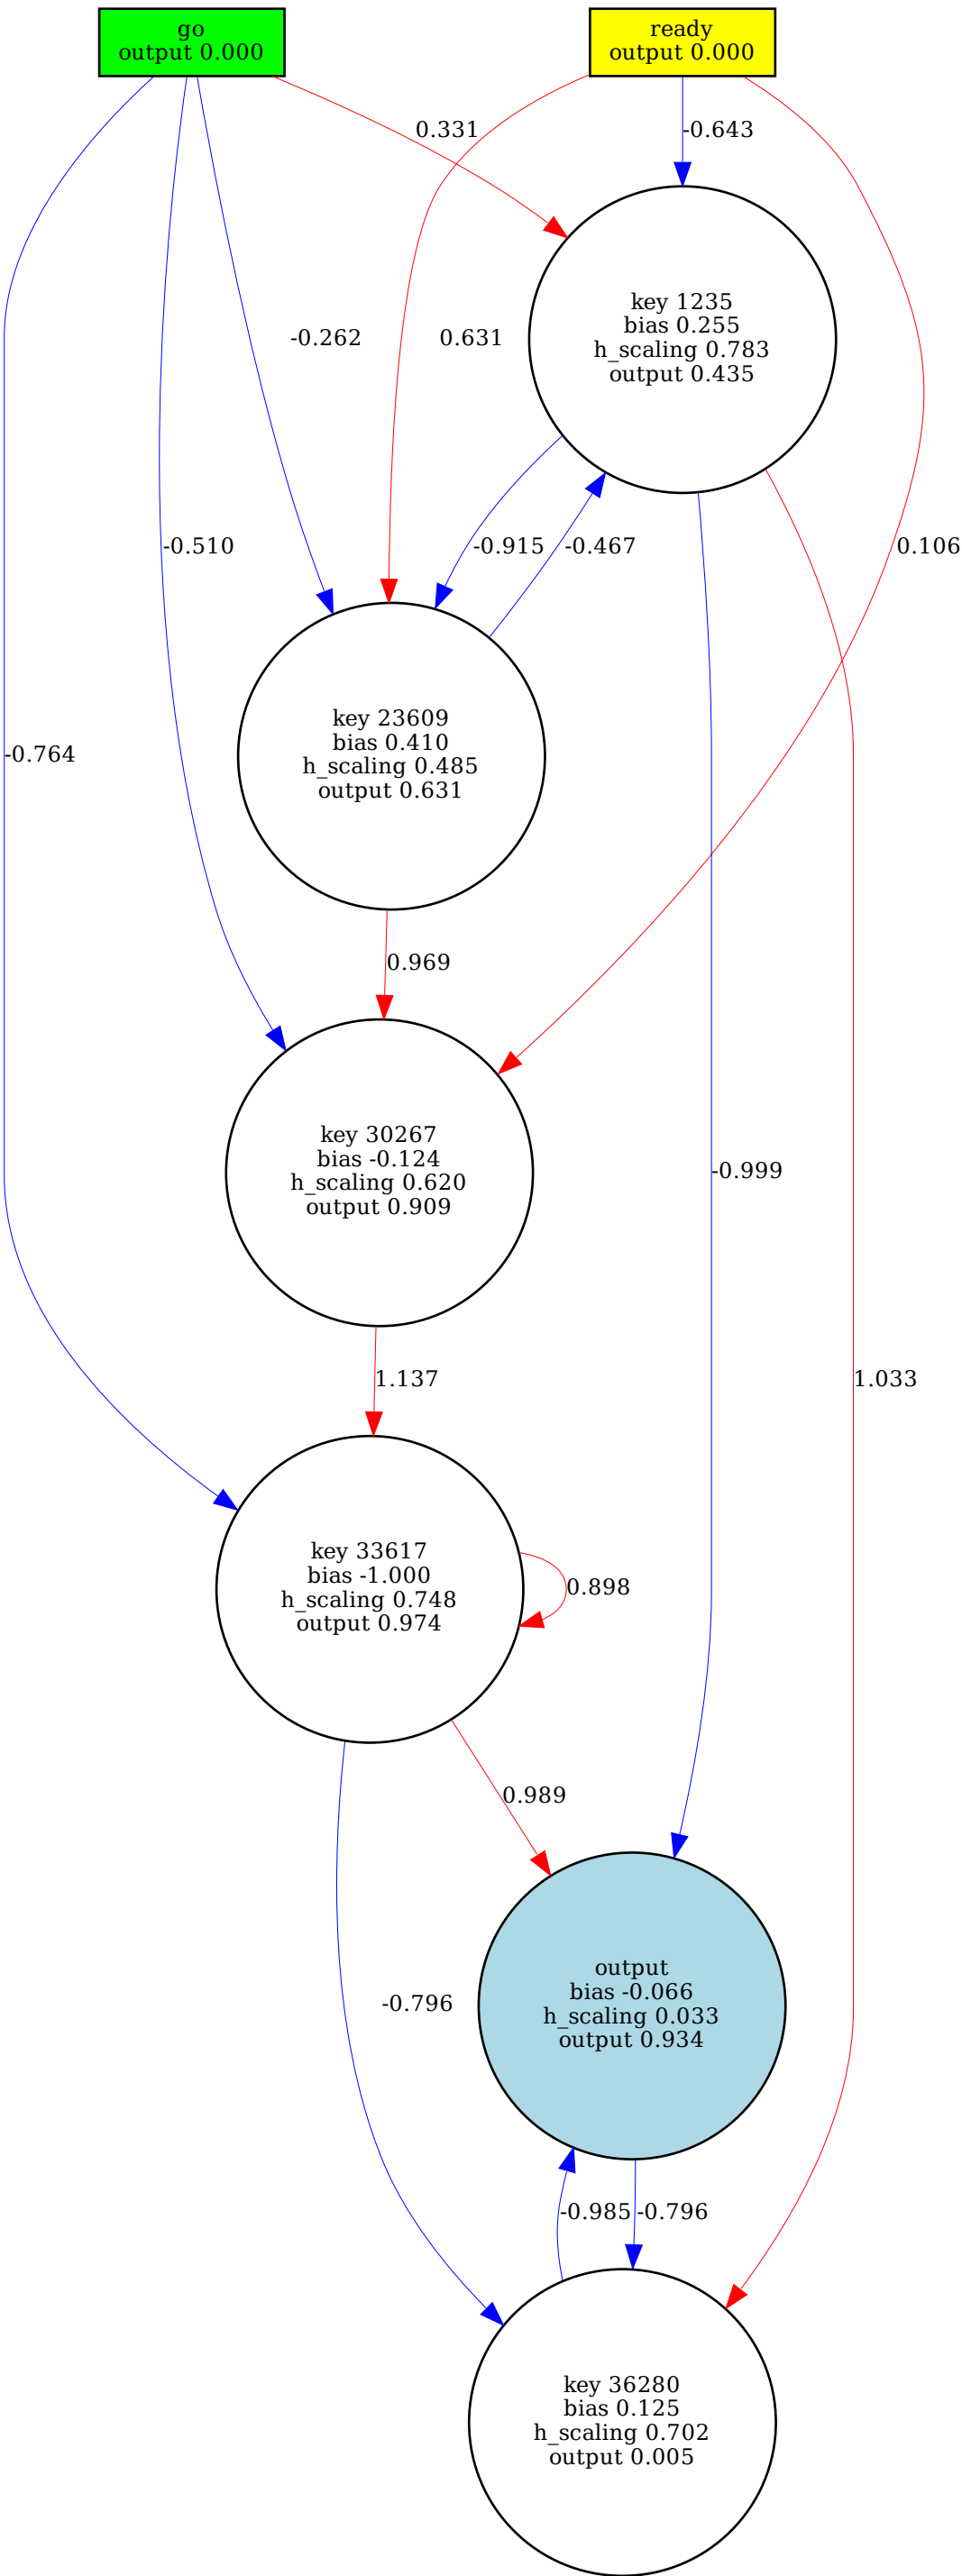 go
output 0.000
ready
output 0.000
0.331
-0.643
key 1235
bias 0.255
h_scaling 0.783
output 0.435
-0.262
0.631
-0.510
-0.915
-0.467
0.106
key 23609
bias 0.410
h_scaling 0.485
output 0.631
-0.764
0.969
key 30267
bias -0.124
h_scaling 0.620
output 0.909
-0.999
1.137
1.033
key 33617
bias -1.000
h_scaling 0.748
output 0.974
0.898
0.989
output
bias -0.066
h_scaling 0.033
output 0.934
-0.796
-0.985
-0.796
key 36280
bias 0.125
h_scaling 0.702
output 0.005